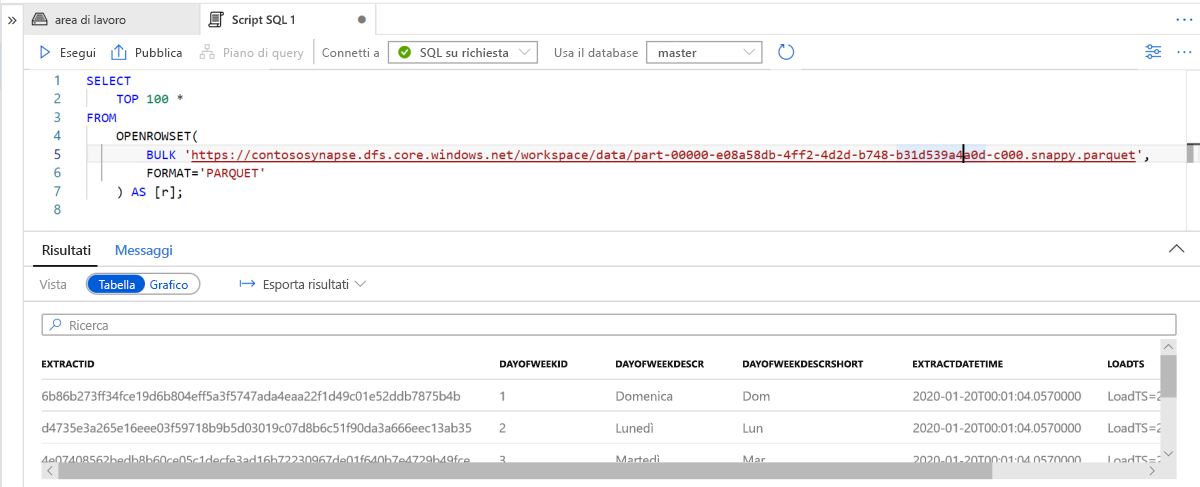 area di lavoro Script SQL 1
Esegui Pubblica Piano di query Connetti a SQL su richiesta Usa il database master
1 SELECT
2 TOP 100 *
3 FROM
4 OPENROWSET(
5 BULK 'https://contososynapse.dfs.core.windows.net/workspace/data/part-00000-e08a58db-4ff2-4d2d-b748-b31d539a4a0d-c000.snappy.parquet',
6 FORMAT='PARQUET'
7 ) AS [r];
8
Risultati Messaggi
Vista Tabella Grafico Esporta risultati
Ricerca
EXTRACTID DAYOFWEEKID DAYOFWEEKDESCR DAYOFWEEKDESCRSHORT EXTRACTDATETIME LOADTS
6b86b273ff34fce19d6b804eff5a3f5747ada4eaa22f1d49c01e52ddb7875b4b 1 Domenica Dom 2020-01-20T00:01:04.0570000 LoadTS=2
d4735e3a265e16eee03f59718b9b5d03019c07d8b6c51f90da3a666eec13ab35 2 Lunedì Lun 2020-01-20T00:01:04.0570000 LoadTS=2
4e07408562bedb8b60ce05c1decfe3ad16b72230967de01f640b7e4729b49fce 3 Martedì Mar 2020-01-20T00:01:04.0570000 LoadTS=2